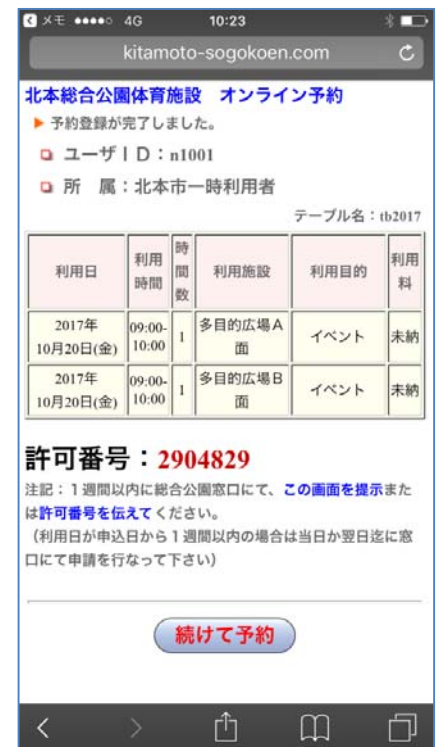 メモ 4G 10:23
kitamoto-sogokoen.com
北本総合公園体育施設　オンライン予約
予約登録が完了しました。
ユーザID：n1001
所　属：北本市一時利用者
テーブル名：tb2017
利用日 利用時間 時間数 利用施設 利用目的 利用料
2017年10月20日(金) 09:00-10:00 1 多目的広場A面 イベント 未納
2017年10月20日(金) 09:00-10:00 1 多目的広場B面 イベント 未納
許可番号：2904829
注記：１週間以内に総合公園窓口にて、この画面を提示また
は許可番号を伝えてください。
（利用日が申込日から１週間以内の場合は当日か翌日迄に窓
口にて申請を行なって下さい）
続けて予約